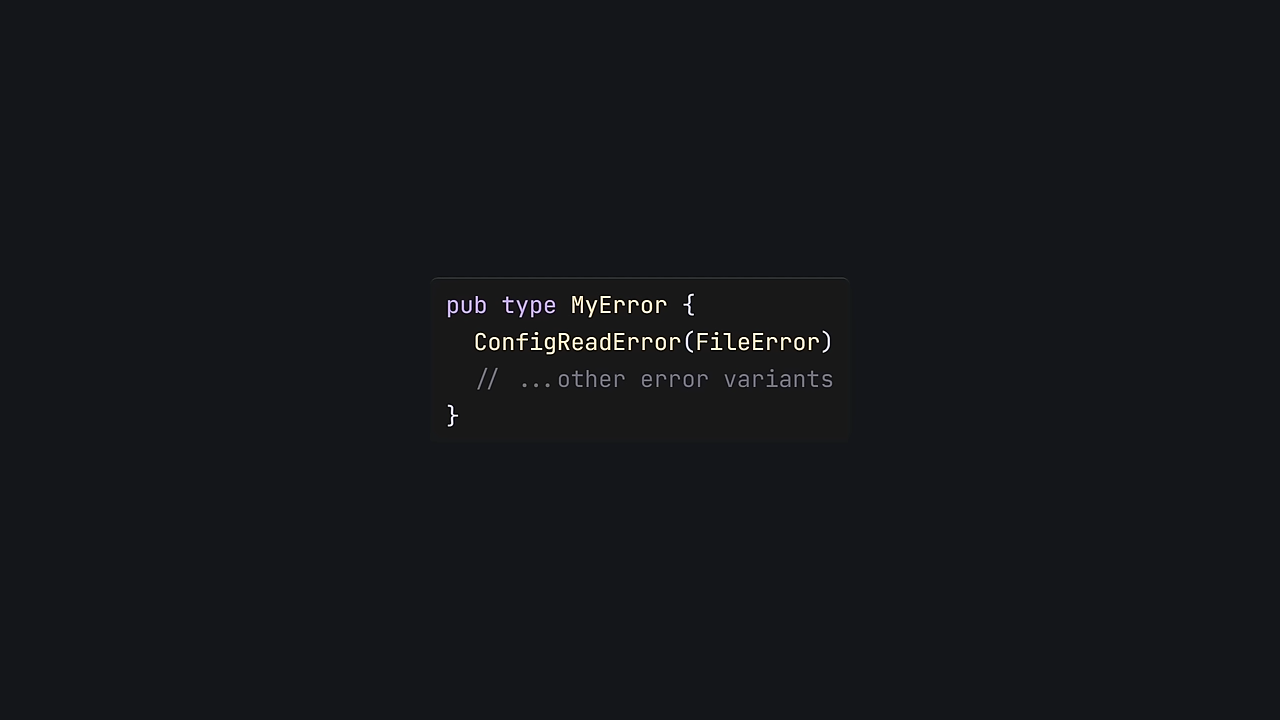 pub type MyError {
  ConfigReadError(FileError)
  // ...other error variants
}